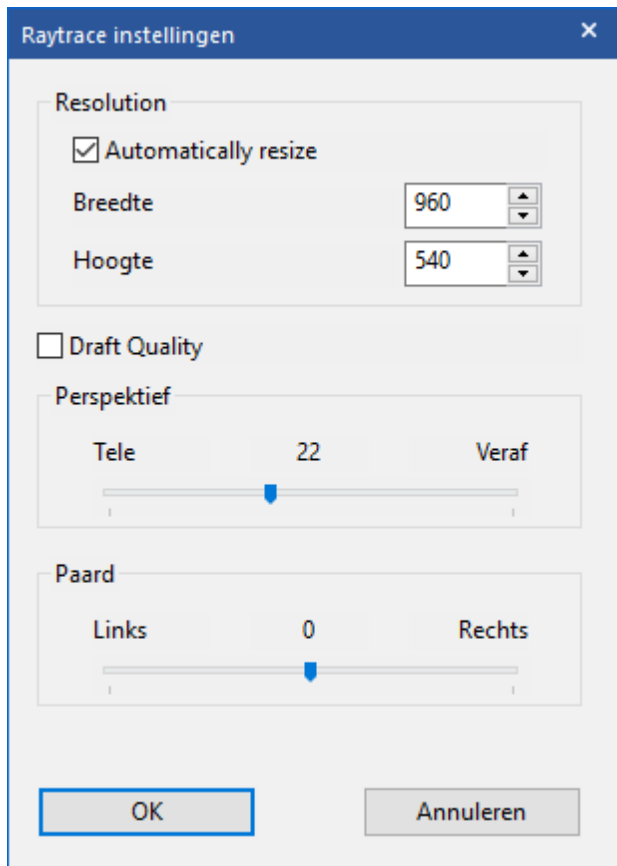 Raytrace instellingen
Resolution
Automatically resize
Breedte 960
Hoogte 540
Draft Quality
Perspektief
Tele 22 Veraf
Paard
Links 0 Rechts
OK Annuleren